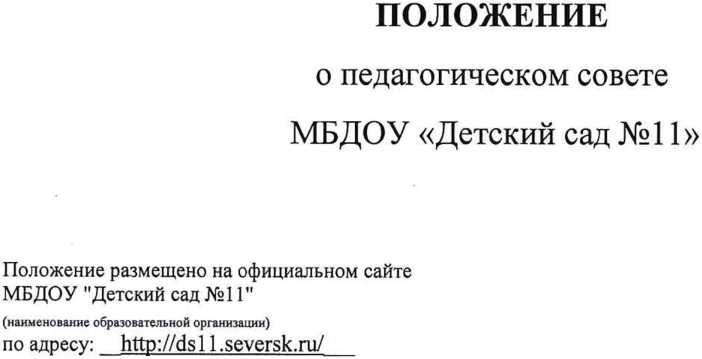 ПОЛОЖЕНИЕ
о педагогическом совете
МБДОУ «Детский сад №11»
Положение размещено на официальном сайте
МБДОУ "Детский сад №11"
(наименование образовательной организации)
по адресу: __http://ds11.seversk.ru/___